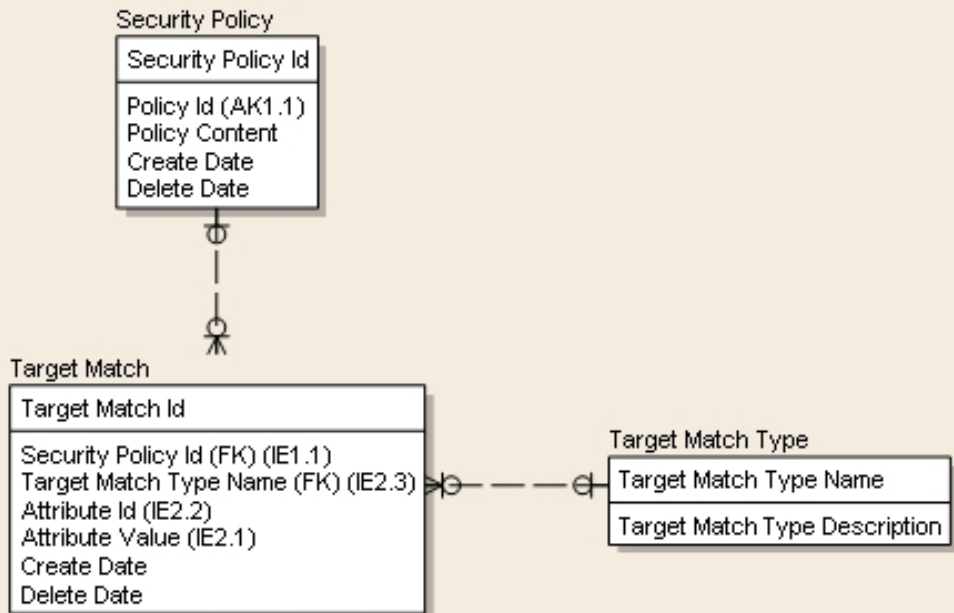 Security Policy
Security Policy Id
Policy Id (AK1.1)
Policy Content
Create Date
Delete Date
Target Match
Target Match Id
Security Policy Id (FK) (IE1.1)
Target Match Type Name (FK) (IE2.3)
Attribute Id (IE2.2)
Attribute Value (IE2.1)
Create Date
Delete Date
Target Match Type
Target Match Type Name
Target Match Type Description